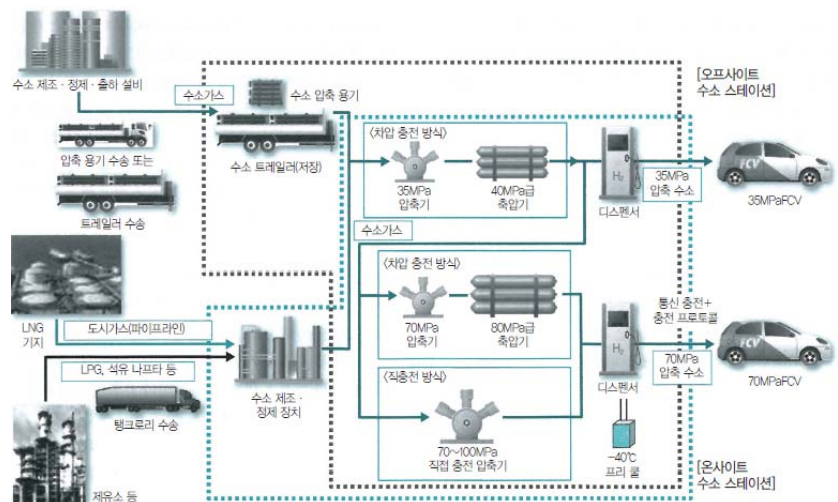 수소 제조 · 정제 · 출하 설비
수소가스
수소 압축 용기
[오프사이트
수소 스테이션]
압축 용기 수송 또는
수소 트레일러(저장)
트레일러 수송
〈차압 충전 방식〉
35MPa
압축기
40MPa급
축압기
H₂
디스펜서
35MPa
압축 수소
FCV
35MPaFCV
수소가스
〈차압 충전 방식〉
70MPa
압축기
80MPa급
축압기
H₂
디스펜서
통신 충전+
충전 프로토콜
70MPa
압축 수소
FCV
70MPaFCV
LNG
기지
도시가스(파이프라인)
LPG, 석유 나프타 등
탱크로리 수송
수소 제조 ·
정제 장치
〈직충전 방식〉
70～100MPa
직접 충전 압축기
-40℃
프리 쿨
제유소 등
[온사이트
수소 스테이션]